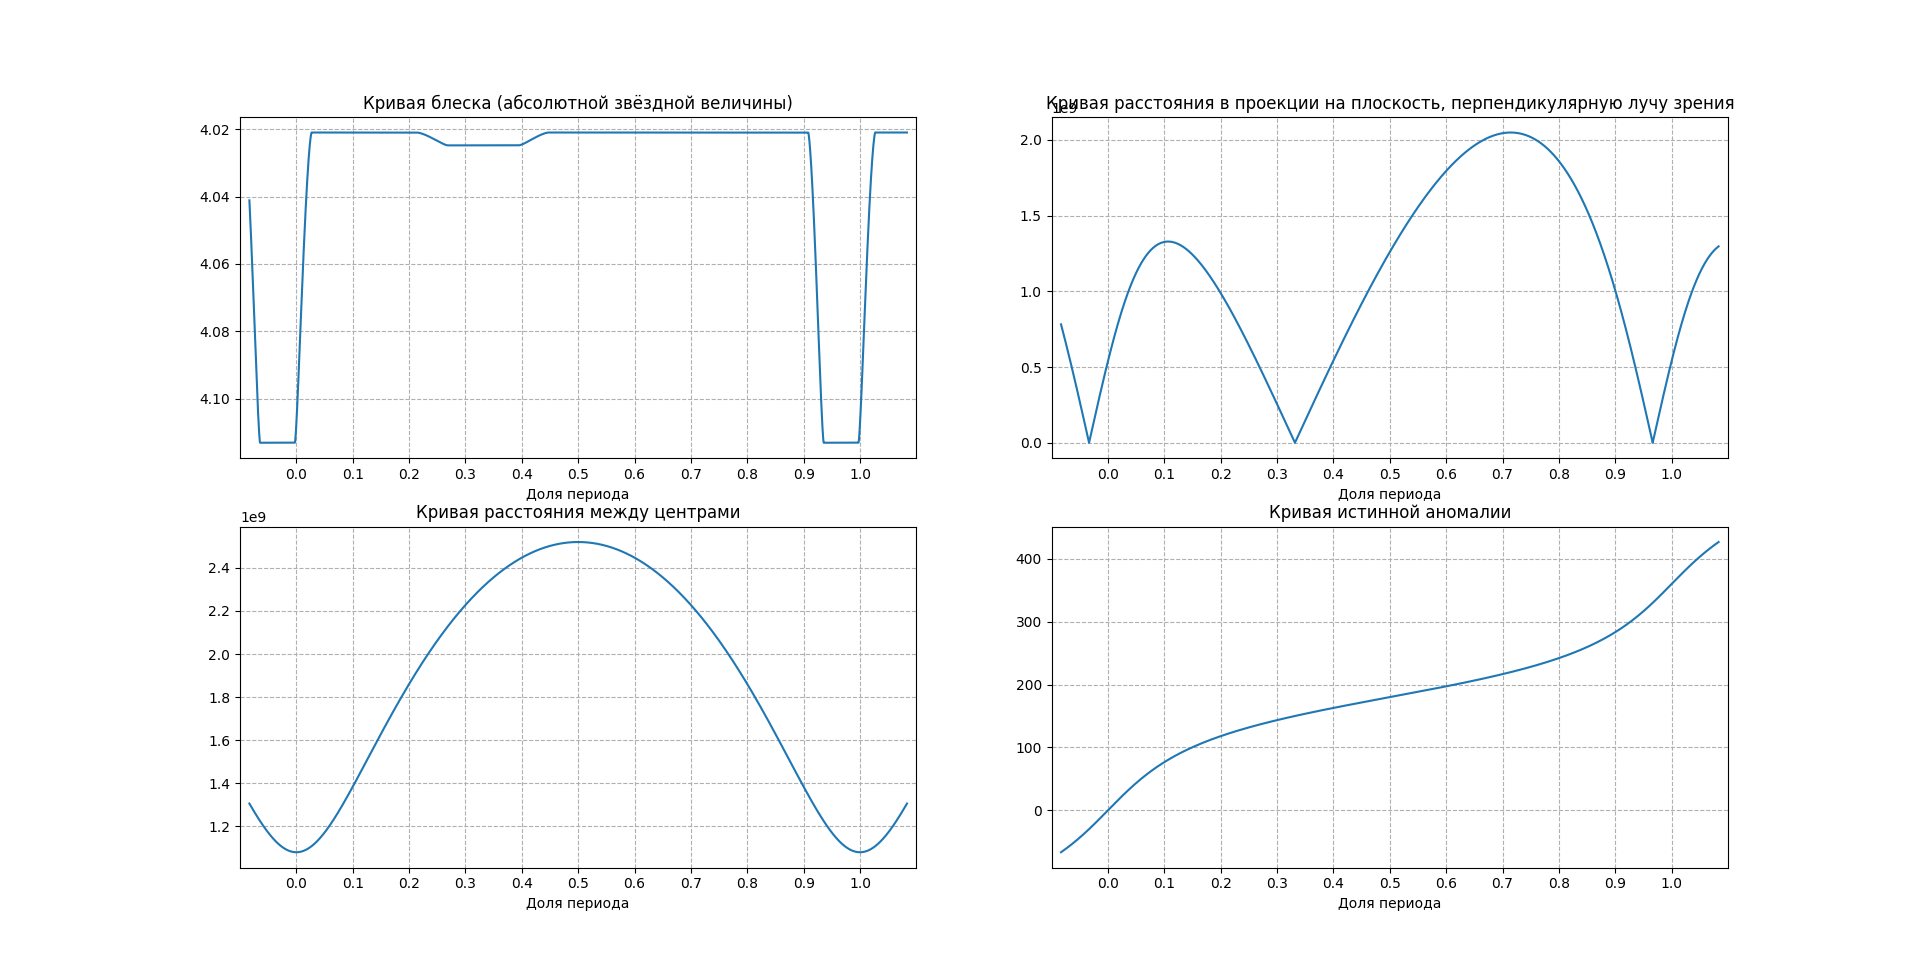 Кривая блеска (абсолютной звёздной величины)
4.02
4.04
4.06
4.08
4.10
0.0 0.1 0.2 0.3 0.4 0.5 0.6 0.7 0.8 0.9 1.0
Доля периода
Кривая расстояния в проекции на плоскость, перпендикулярную лучу зрения
1e9
2.0
1.5
1.0
0.5
0.0
0.0 0.1 0.2 0.3 0.4 0.5 0.6 0.7 0.8 0.9 1.0
Доля периода
Кривая расстояния между центрами
1e9
2.4
2.2
2.0
1.8
1.6
1.4
1.2
0.0 0.1 0.2 0.3 0.4 0.5 0.6 0.7 0.8 0.9 1.0
Доля периода
Кривая истинной аномалии
400
300
200
100
0
0.0 0.1 0.2 0.3 0.4 0.5 0.6 0.7 0.8 0.9 1.0
Доля периода